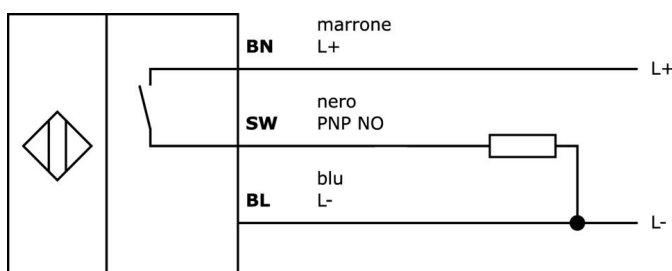 marrone
BN L+
L+
nero
SW PNP NO
blu
BL L-
L-